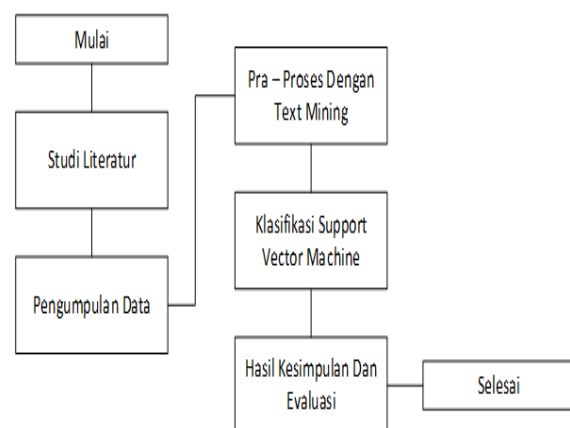 Mulai
Studi Literatur
Pengumpulan Data
Pra – Proses Dengan
Text Mining
Klasifikasi Support
Vector Machine
Hasil Kesimpulan Dan
Evaluasi
Selesai